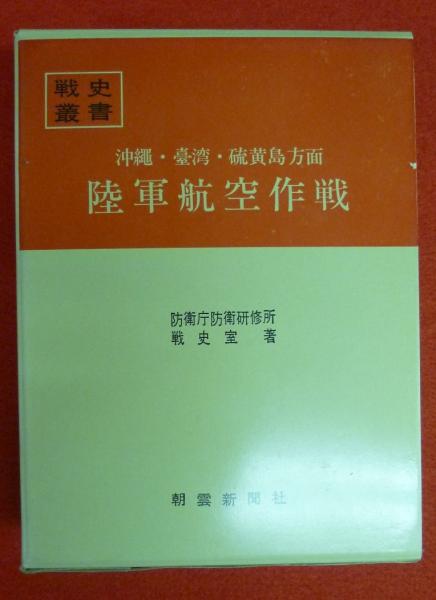 戦史
叢書
沖繩・臺湾・硫黄島方面
陸軍航空作戦
防衛庁防衛研修所
戦史室 著
朝雲新聞社